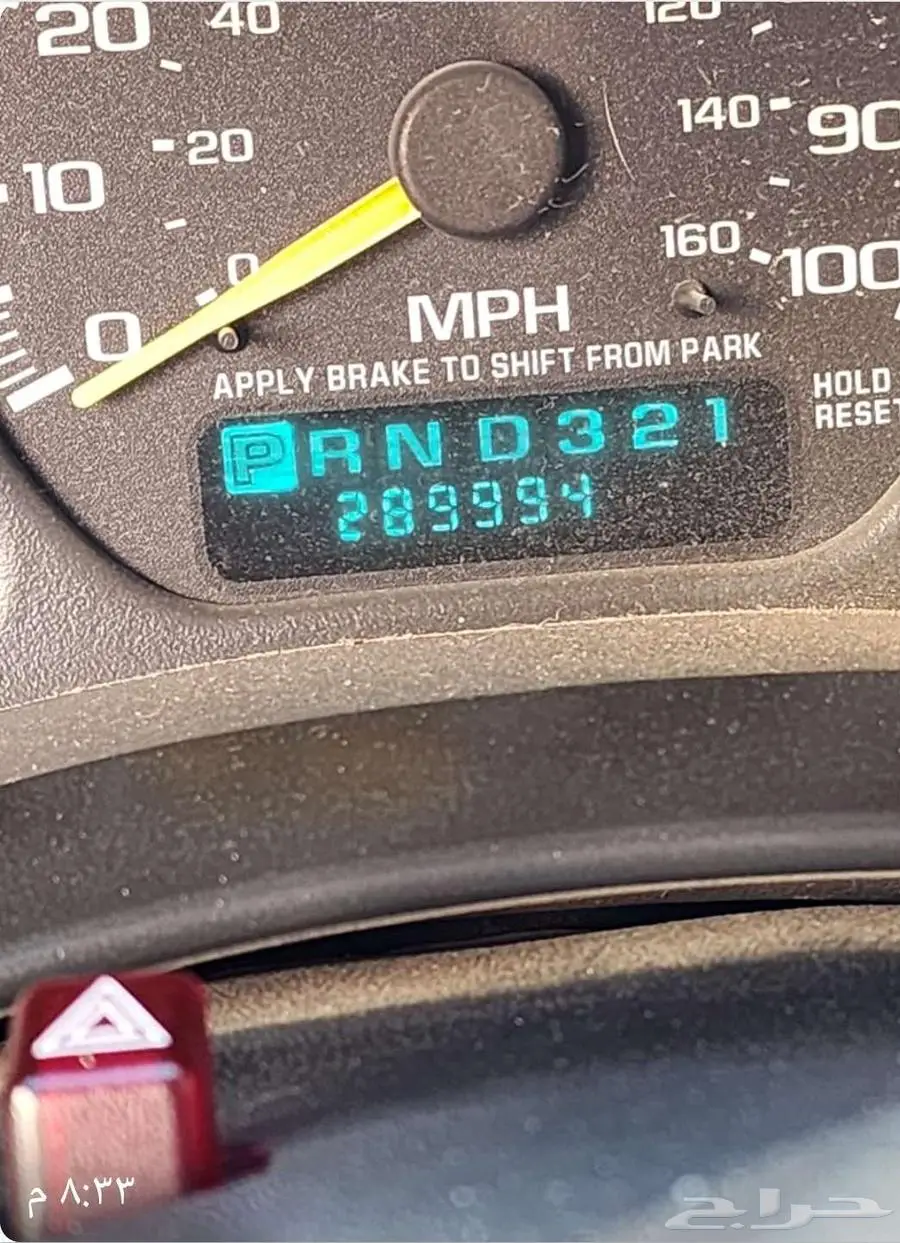 20 40 120
10 20 140 90
0 0 160 100
MPH
APPLY BRAKE TO SHIFT FROM PARK
HOLD
RESET
P R N D 3 2 1
289994
٨:٣٣ م
حراج